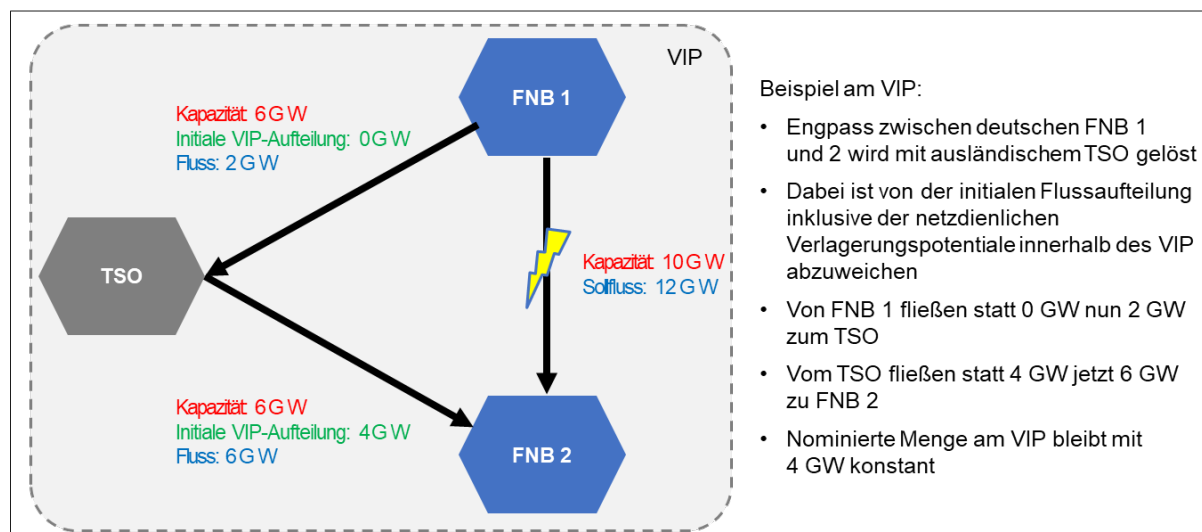 VIP
FNB 1
Kapazität: 6 GW
Initiale VIP-Aufteilung: 0GW
Fluss: 2 GW
TSO
Kapazität: 10 GW
Sollfluss: 12 GW
Kapazität: 6 GW
Initiale VIP-Aufteilung: 4 GW
Fluss: 6 GW
FNB 2
Beispiel am VIP:
• Engpass zwischen deutschen FNB 1
und 2 wird mit ausländischem TSO gelöst
• Dabei ist von der initialen Flussaufteilung
inklusive der netzdienlichen
Verlagerungspotentiale innerhalb des VIP
abzuweichen
• Von FNB 1 fließen statt 0 GW nun 2 GW
zum TSO
• Vom TSO fließen statt 4 GW jetzt 6 GW
zu FNB 2
• Nominierte Menge am VIP bleibt mit
4 GW konstant